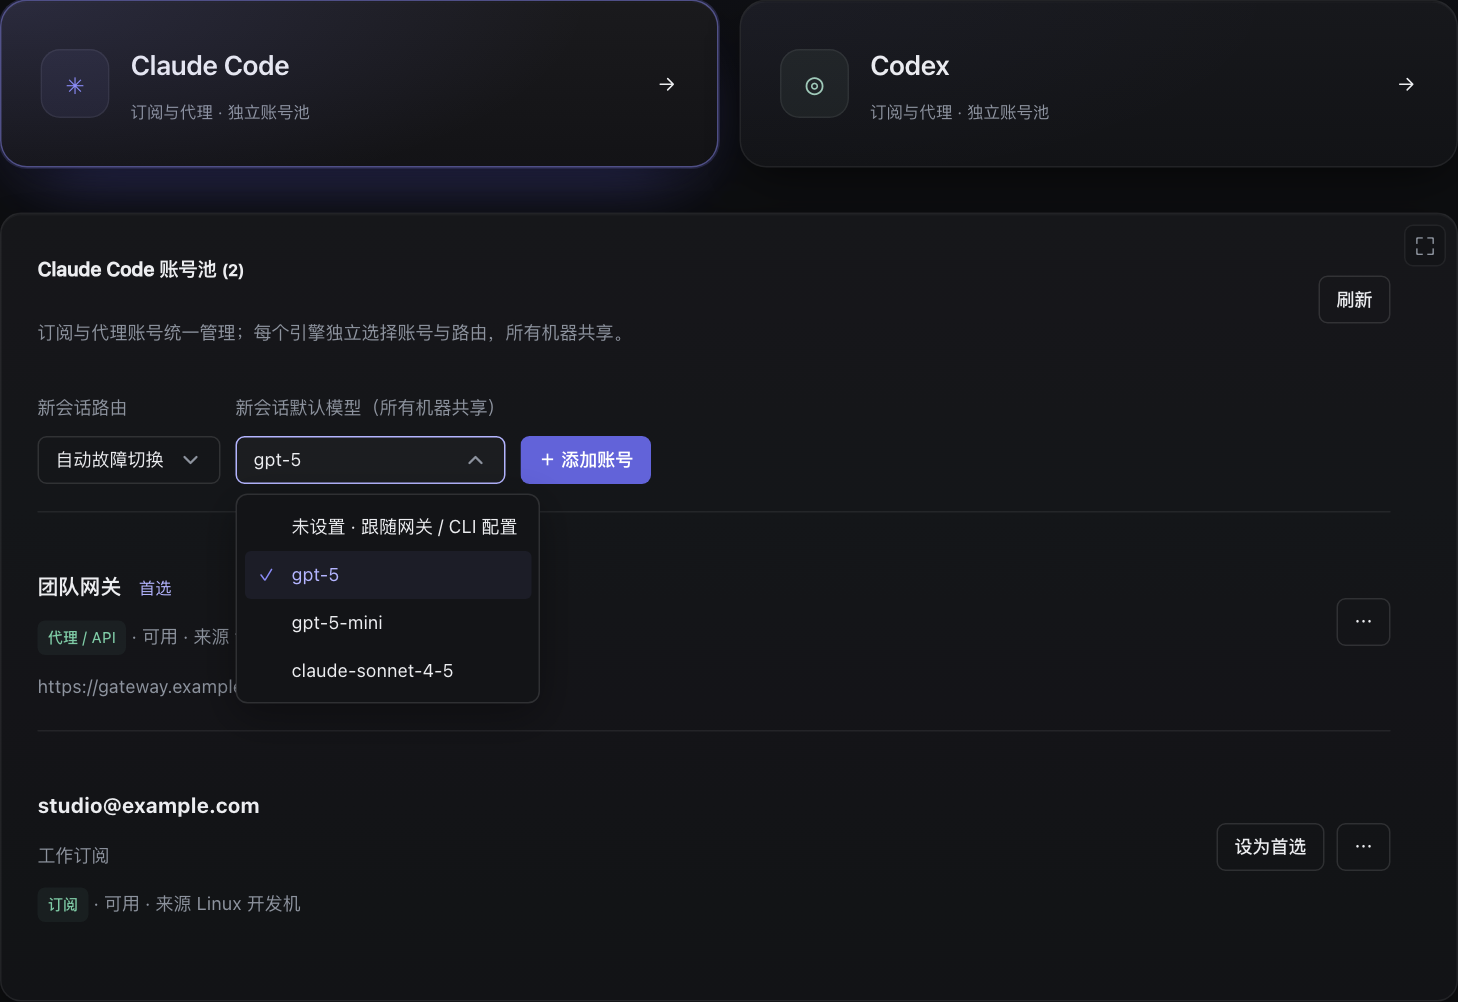 Claude Code
订阅与代理 · 独立账号池
Codex
订阅与代理 · 独立账号池
Claude Code 账号池 (2)
刷新
订阅与代理账号统一管理；每个引擎独立选择账号与路由，所有机器共享。
新会话路由
新会话默认模型（所有机器共享）
自动故障切换
gpt-5
+ 添加账号
未设置 · 跟随网关 / CLI 配置
gpt-5
gpt-5-mini
claude-sonnet-4-5
团队网关 首选
代理 / API · 可用 · 来源
https://gateway.example
studio@example.com
工作订阅
设为首选
订阅 · 可用 · 来源 Linux 开发机